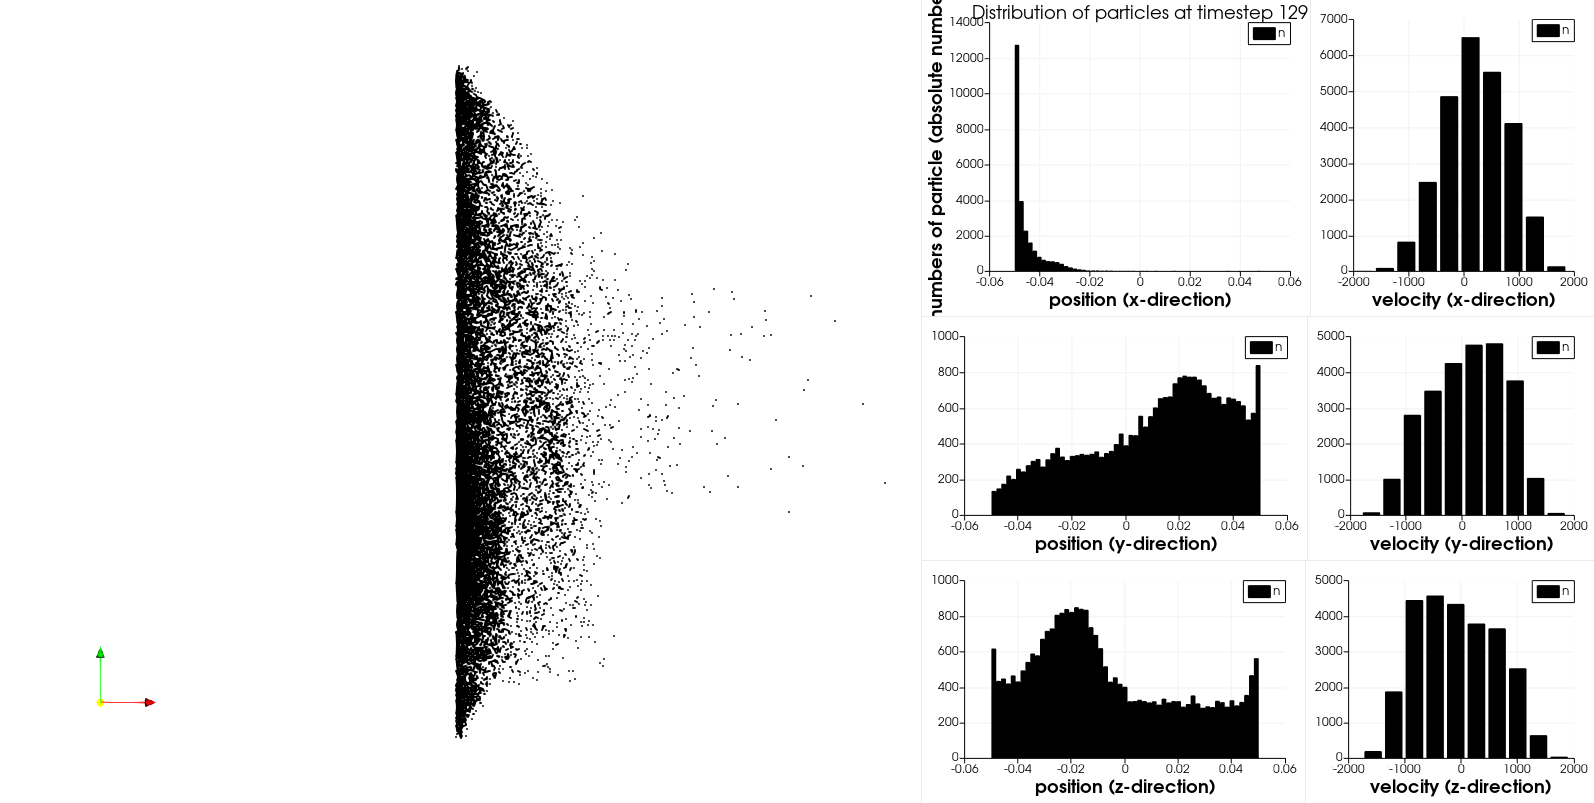 Distribution of particles at timestep 129
numbers of particle (absolute numbe
14000
12000
10000
8000
6000
4000
2000
0
-0.06 -0.04 -0.02 0 0.02 0.04 0.06
position (x-direction)
n
7000
6000
5000
4000
3000
2000
1000
0
-2000 -1000 0 1000 2000
velocity (x-direction)
n
1000
800
600
400
200
0
-0.06 -0.04 -0.02 0 0.02 0.04 0.06
position (y-direction)
n
5000
4000
3000
2000
1000
0
-2000 -1000 0 1000 2000
velocity (y-direction)
n
1000
800
600
400
200
0
-0.06 -0.04 -0.02 0 0.02 0.04 0.06
position (z-direction)
n
5000
4000
3000
2000
1000
0
-2000 -1000 0 1000 2000
velocity (z-direction)
n